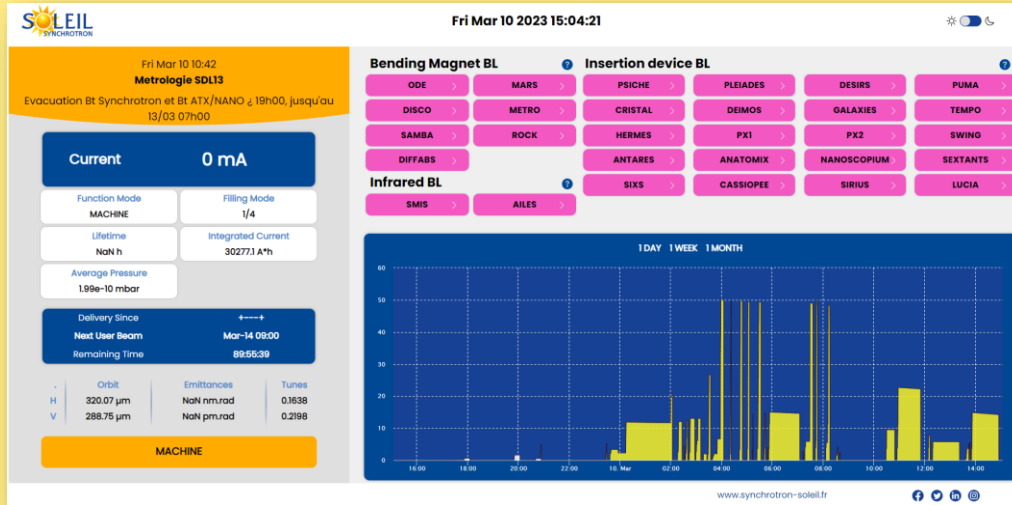 SOLEIL
SYNCHROTRON
Fri Mar 10 2023 15:04:21
Fri Mar 10 10:42
Metrologie SDL13
Evacuation Bt Synchrotron et Bt ATX/NANO ¿ 19h00, jusqu'au
13/03 07h00
Current 0 mA
Function Mode Filling Mode
MACHINE 1/4
Lifetime Integrated Current
NaN h 30277.1 A*h
Average Pressure
1.99e-10 mbar
Delivery Since +---+
Next User Beam Mar-14 09:00
Remaining Time 89:55:39
. Orbit Emittances Tunes
H 320.07 µm NaN nm.rad 0.1638
V 288.75 µm NaN pm.rad 0.2198
MACHINE
Bending Magnet BL ?
ODE > MARS >
DISCO > METRO >
SAMBA > ROCK >
DIFFABS >
Infrared BL ?
SMIS > AILES >
Insertion device BL ?
PSICHE > PLEIADES > DESIRS > PUMA >
CRISTAL > DEIMOS > GALAXIES > TEMPO >
HERMES > PX1 > PX2 > SWING >
ANTARES > ANATOMIX > NANOSCOPIUM > SEXTANTS >
SIXS > CASSIOPEE > SIRIUS > LUCIA >
1 DAY 1 WEEK 1 MONTH
60
50
40
30
20
10
0
16:00 18:00 20:00 22:00 10. Mar 02:00 04:00 06:00 08:00 10:00 12:00 14:00
www.synchrotron-soleil.fr